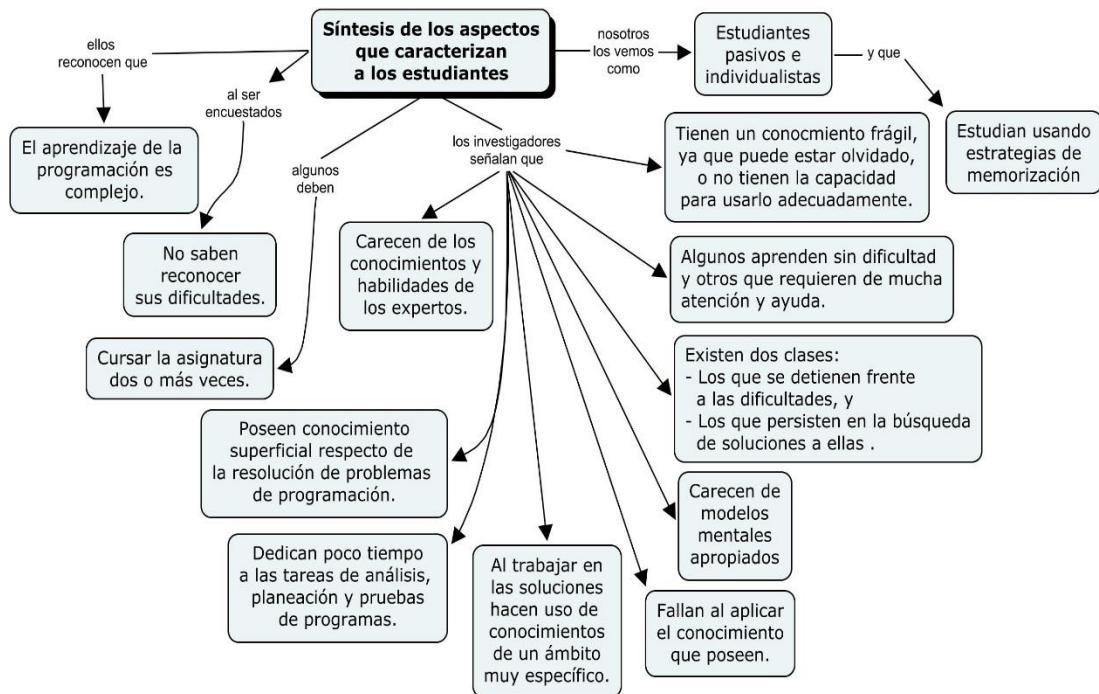 Síntesis de los aspectos
que caracterizan
a los estudiantes
ellos
reconocen que
El aprendizaje de la
programación es
complejo.
al ser
encuestados
No saben
reconocer
sus dificultades.
algunos
deben
Cursar la asignatura
dos o más veces.
nosotros
los vemos
como
Estudiantes
pasivos e
individualistas
y que
Estudian usando
estrategias de
memorización
los investigadores
señalan que
Tienen un conocmiento frágil,
ya que puede estar olvidado,
o no tienen la capacidad
para usarlo adecuadamente.
Carecen de los
conocimientos y
habilidades de
los expertos.
Algunos aprenden sin dificultad
y otros que requieren de mucha
atención y ayuda.
Existen dos clases:
- Los que se detienen frente
a las dificultades, y
- Los que persisten en la búsqueda
de soluciones a ellas .
Poseen conocimiento
superficial respecto de
la resolución de problemas
de programación.
Carecen de
modelos
mentales
apropiados
Dedican poco tiempo
a las tareas de análisis,
planeación y pruebas
de programas.
Al trabajar en
las soluciones
hacen uso de
conocimientos
de un ámbito
muy específico.
Fallan al aplicar
el conocimiento
que poseen.